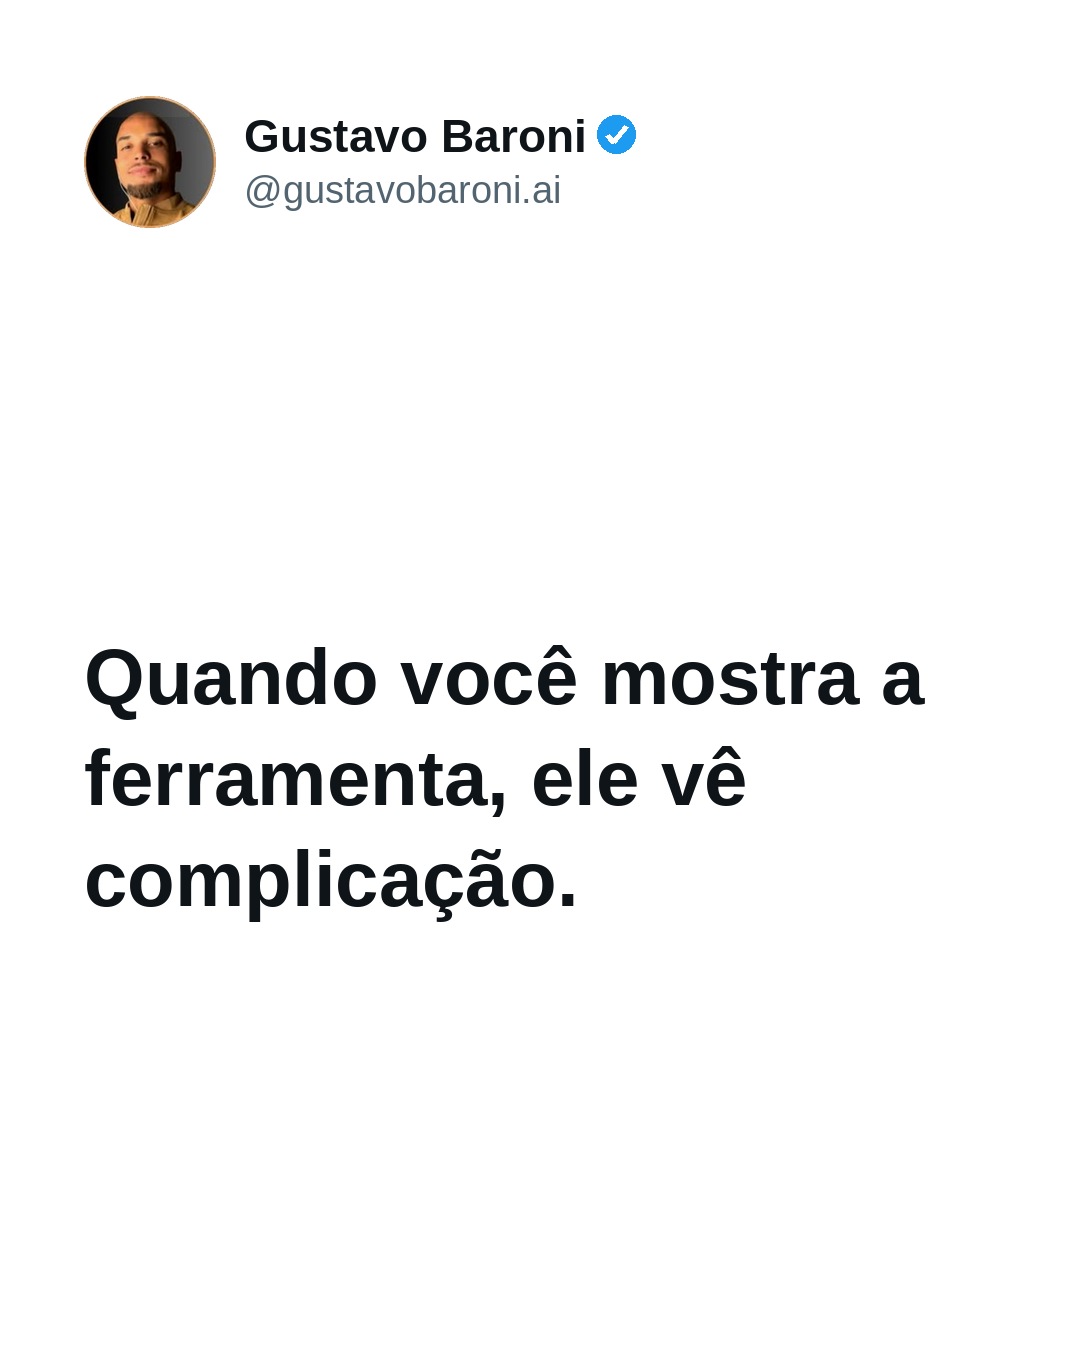 Gustavo Baroni
@gustavobaroni.ai
Quando você mostra a
ferramenta, ele vê
complicação.